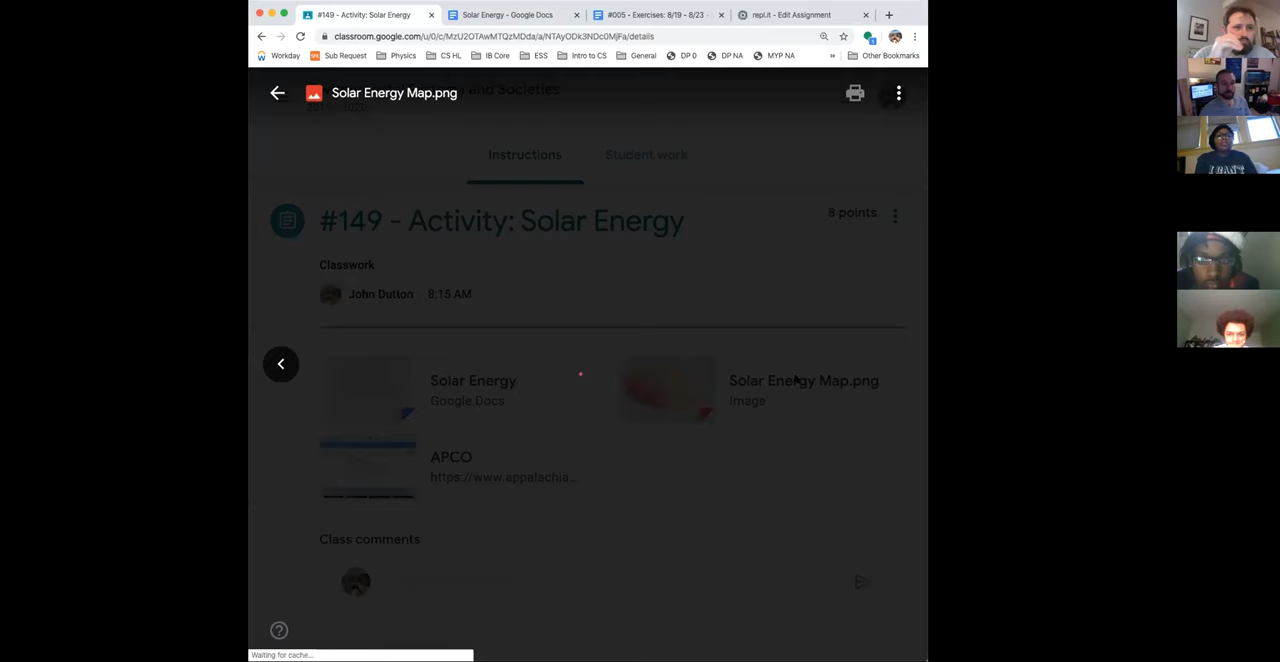 #149 - Activity: Solar Energy
Solar Energy - Google Docs
#005 - Exercises: 8/19 - 8/23 -
repl.it - Edit Assignment
classroom.google.com/u/0/c/MzU2OTAwMTQzMDda/a/NTAyODk3NDc0MjFa/details
Workday
Sub Request
Physics
CS HL
IB Core
ESS
Intro to CS
General
DP 0
DP NA
MYP NA
»
Other Bookmarks
Solar Energy Map.png
and Societies
Instructions
Student work
#149 - Activity: Solar Energy
8 points
Classwork
John Dutton
8:15 AM
Solar Energy
Google Docs
Solar Energy Map.png
Image
APCO
https://www.appalachia...
Class comments
Waiting for cache...
I CAN'T